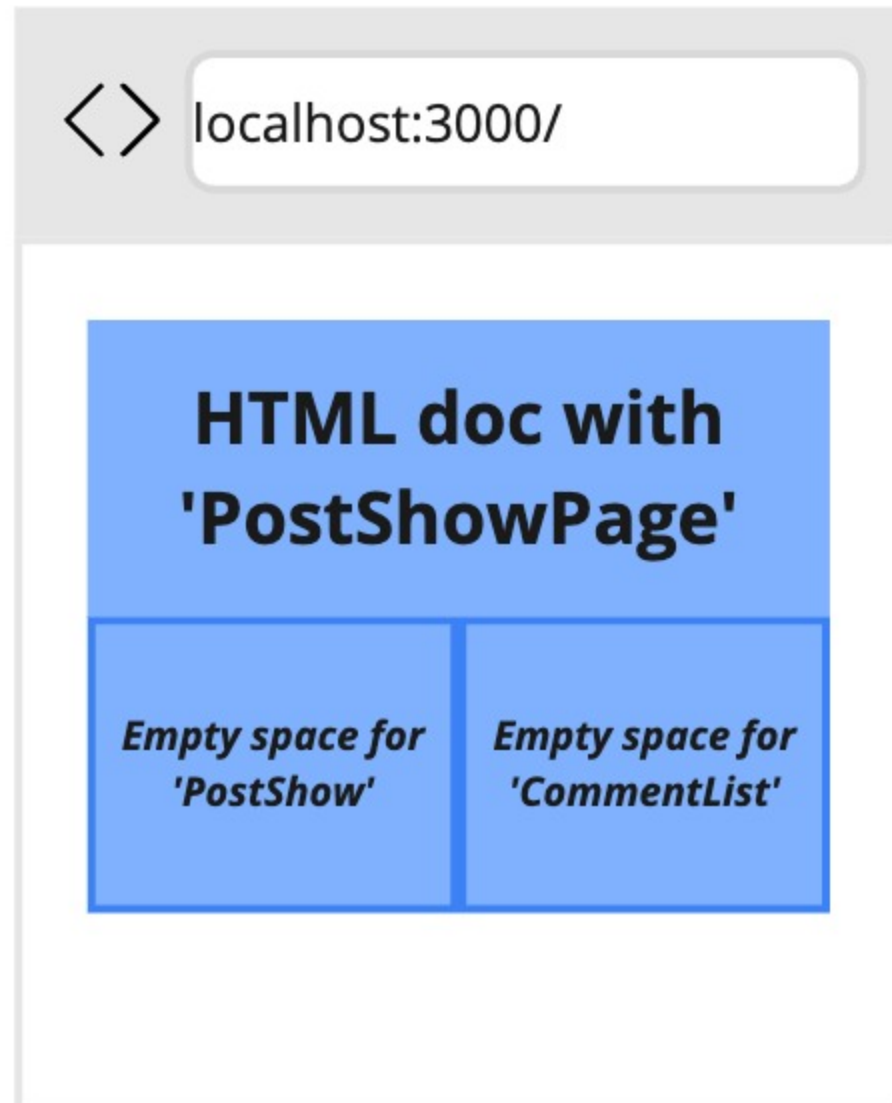 localhost:3000/
HTML doc with
'PostShowPage'
Empty space for
'PostShow'
Empty space for
'CommentList'